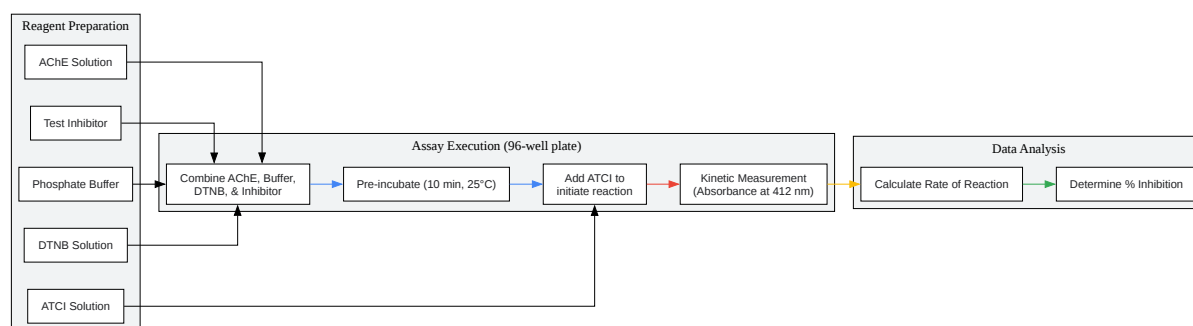 Reagent Preparation
AChE Solution
Test Inhibitor
Phosphate Buffer
DTNB Solution
ATCI Solution
Assay Execution (96-well plate)
Combine AChE, Buffer,
DTNB, & Inhibitor
Pre-incubate (10 min, 25°C)
Add ATCI to
initiate reaction
Kinetic Measurement
(Absorbance at 412 nm)
Data Analysis
Calculate Rate of Reaction
Determine % Inhibition